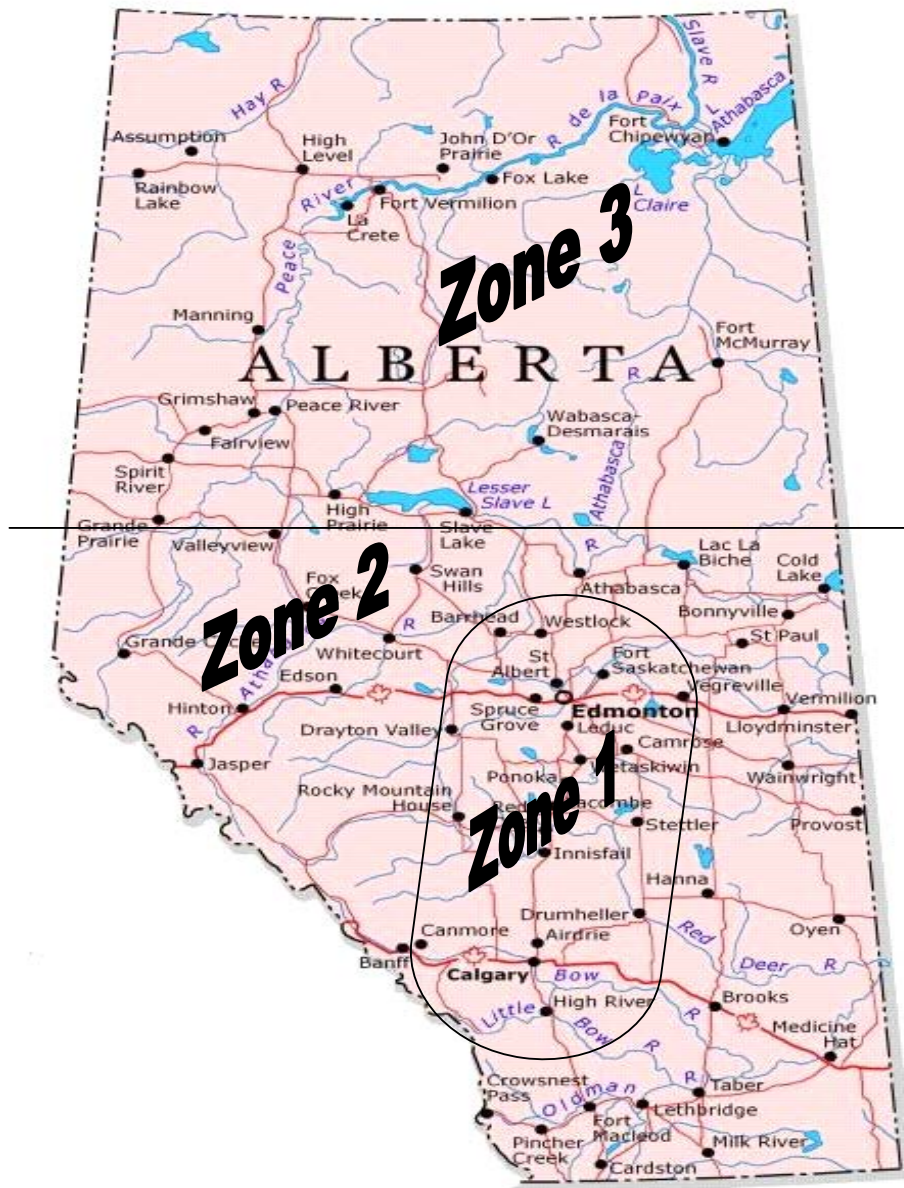 Slave R
Hay R
R de la Paix
L Athabasca
Assumption
Fort
Chipewyan
High
Level
John D'Or
Prairie
Rainbow
Lake
Fox Lake
River
Fort Vermilion
L
Claire
La
Crete
Zone 3
Peace
Manning
Fort
McMurray
ALBERTA
R
Grimshaw
Peace River
Wabasca-
Desmarais
Fairview
Athabasca
Spirit
River
Lesser
Slave L
High
Prairie
Grande
Prairie
Slave
Lake
Valleyview
R
Lac La
Biche
Cold
Lake
Zone 2
Fox
Creek
Swan
Hills
Athabasca
Barrhead
Westlock
Bonnyville
R
St Paul
Grande
Whitecourt
St
Albert
Fort
Saskatchewan
Edson
Vegreville
Vermilion
Hinton
Spruce
Grove
Edmonton
Lloydminster
R
Drayton Valley
Leduc
Camrose
Jasper
Ponoka
Wetaskiwin
Wainwright
Zone 1
Rocky Mountain
House
Red
Lacombe
Stettler
Provost
Innisfail
Hanna
Drumheller
Canmore
Airdrie
Red
Oyen
Banff
Calgary
Bow
Deer R
Little
High River
Brooks
Bow
R
R
Medicine
Hat
Crowsnest
Pass
Oldman
R
Taber
Fort
Macleod
Lethbridge
Pincher
Creek
Milk River
Cardston